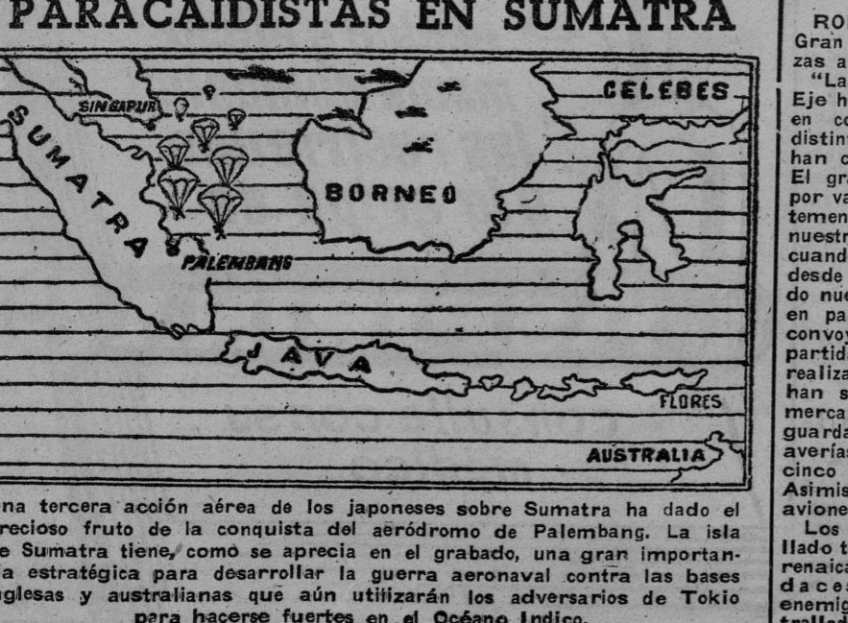 PARACAIDISTAS EN SUMATRA
SINGAPUR
SUMATRA
PALEMBANG
BORNEO
CELEBES
JAVA
FLORES
AUSTRALIA
na tercera acción aérea de los japoneses sobre Sumatra ha dado el
recioso fruto de la conquista del aeródromo de Palembang. La isla
e Sumatra tiene, como se aprecia en el grabado, una gran importan-
ia estratégica para desarrollar la guerra aeronaval contra las bases
nglesas y australianas que aún utilizarán los adversarios de Tokio
para hacerse fuertes en el Océano Indico.
RO
Gran
zas a
"La
Eje h
en co
distin
han c
El gra
por va
temen
nuestr
cuand
desde
do nue
en pa
convoy
partida
realiza
han s
merca
guarda
averías
cinco
Asimis
avione
Los
llado t
renaica
daces
enemig
trallad